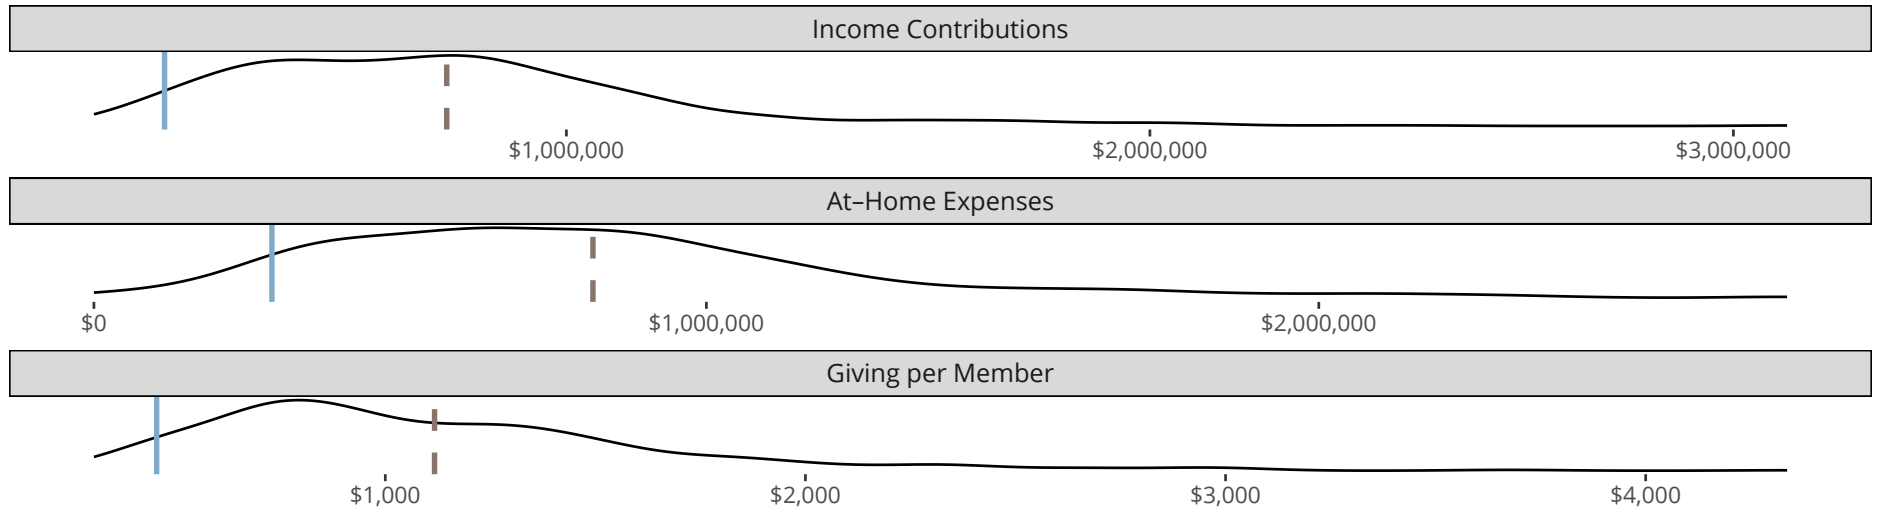 Income Contributions
$1,000,000 $2,000,000 $3,000,000
At–Home Expenses
$0 $1,000,000 $2,000,000
Giving per Member
$1,000 $2,000 $3,000 $4,000